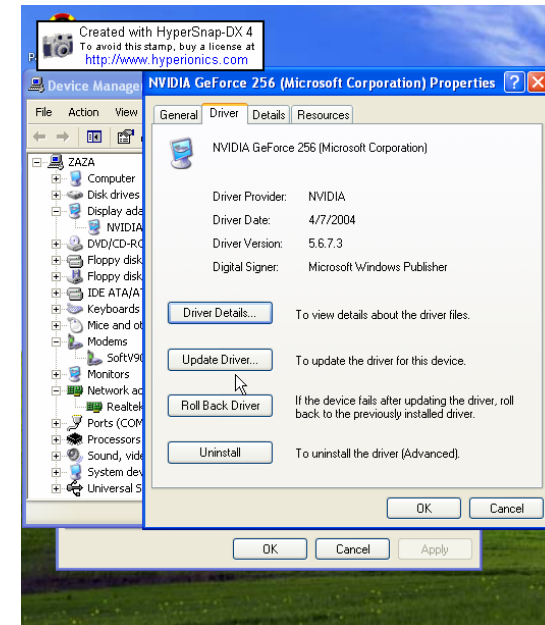 Created with HyperSnap-DX 4
To avoid this stamp, buy a license at
http://www.hyperionics.com
P
Device Manage
NVIDIA GeForce 256 (Microsoft Corporation) Properties
File Action View
General Driver Details Resources
NVIDIA GeForce 256 (Microsoft Corporation)
ZAZA
Computer
Disk drives
Display ada
NVIDIA
DVD/CD-RO
Floppy disk
Floppy disk
IDE ATA/AT
Keyboards
Mice and ot
Modems
SoftV90
Monitors
Network ad
Realtek
Ports (COM
Processors
Sound, vide
System dev
Universal S
Driver Provider: NVIDIA
Driver Date: 4/7/2004
Driver Version: 5.6.7.3
Digital Signer: Microsoft Windows Publisher
Driver Details... To view details about the driver files.
Update Driver... To update the driver for this device.
Roll Back Driver If the device fails after updating the driver, roll
back to the previously installed driver.
Uninstall To uninstall the driver (Advanced).
OK Cancel
OK Cancel Apply